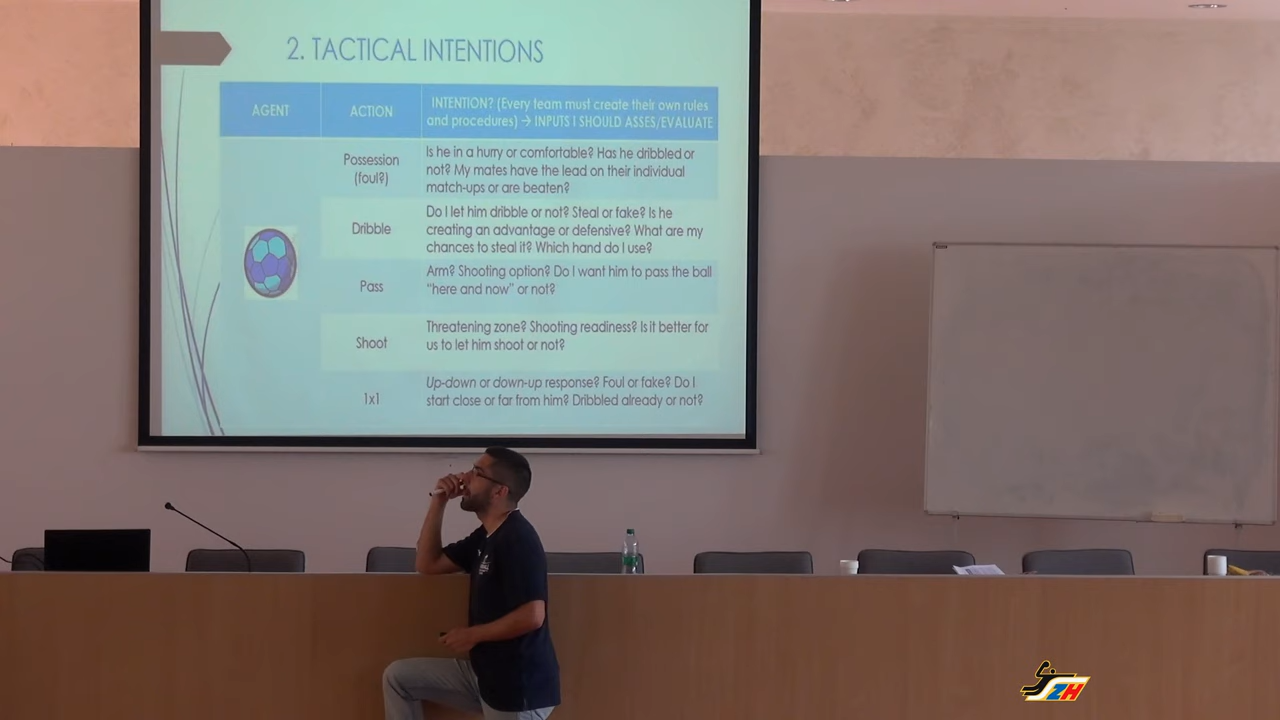 2. TACTICAL INTENTIONS
AGENT
ACTION
INTENTION? (Every team must create their own rules
and procedures) → INPUTS I SHOULD ASSES/EVALUATE
Possession
(foul?)
Is he in a hurry or comfortable? Has he dribbled or
not? My mates have the lead on their individual
match-ups or are beaten?
Dribble
Do I let him dribble or not? Steal or fake? Is he
creating an advantage or defensive? What are my
chances to steal it? Which hand do I use?
Pass
Arm? Shooting option? Do I want him to pass the ball
“here and now” or not?
Shoot
Threatening zone? Shooting readiness? Is it better for
us to let him shoot or not?
1x1
Up-down or down-up response? Foul or fake? Do I
start close or far from him? Dribbled already or not?
ZH